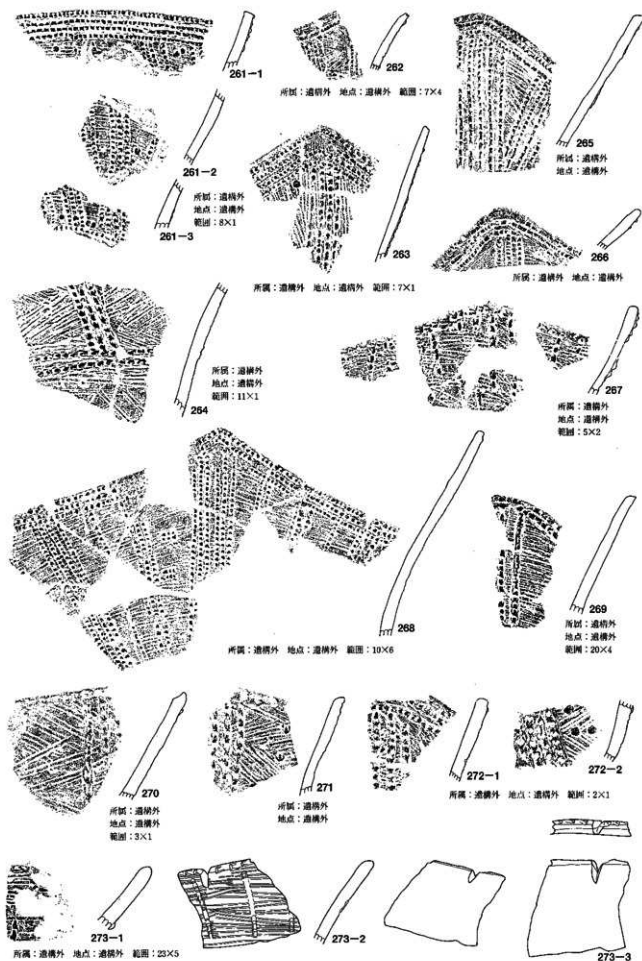 261-1
262
所属：遺構外　地点：遺構外　範囲：7×4
265
所属：遺構外
地点：遺構外
261-2
261-3
所属：遺構外
地点：遺構外
範囲：8×1
263
所属：遺構外　地点：遺構外　範囲：7×1
266
所属：遺構外　地点：遺構外
264
所属：遺構外
地点：遺構外
範囲：11×1
267
所属：遺構外
地点：遺構外
範囲：5×2
268
所属：遺構外　地点：遺構外　範囲：10×6
269
所属：遺構外
地点：遺構外
範囲：20×4
270
所属：遺構外
地点：遺構外
範囲：3×1
271
所属：遺構外
地点：遺構外
272-1
272-2
所属：遺構外　地点：遺構外　範囲：2×1
273-1
所属：遺構外　地点：遺構外　範囲：23×5
273-2
273-3